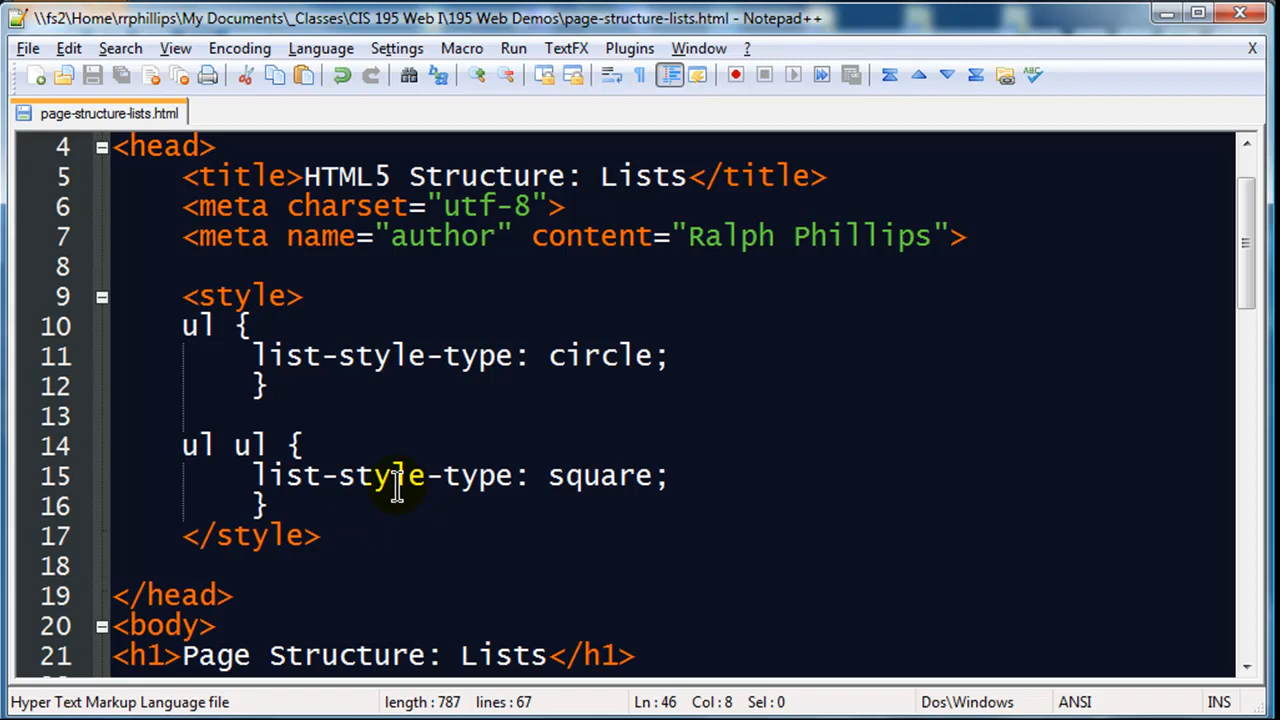 \\fs2\Home\rrphillips\My Documents\_Classes\CIS 195 Web I\195 Web Demos\page-structure-lists.html - Notepad++
File Edit Search View Encoding Language Settings Macro Run TextFX Plugins Window ? X
page-structure-lists.html
4 <head>
5 <title>HTML5 Structure: Lists</title>
6 <meta charset="utf-8">
7 <meta name="author" content="Ralph Phillips">
8
9 <style>
10 ul {
11 list-style-type: circle;
12 }
13
14 ul ul {
15 list-style-type: square;
16 }
17 </style>
18
19 </head>
20 <body>
21 <h1>Page Structure: Lists</h1>
Hyper Text Markup Language file length : 787 lines : 67 Ln : 46 Col : 8 Sel : 0 Dos\Windows ANSI INS